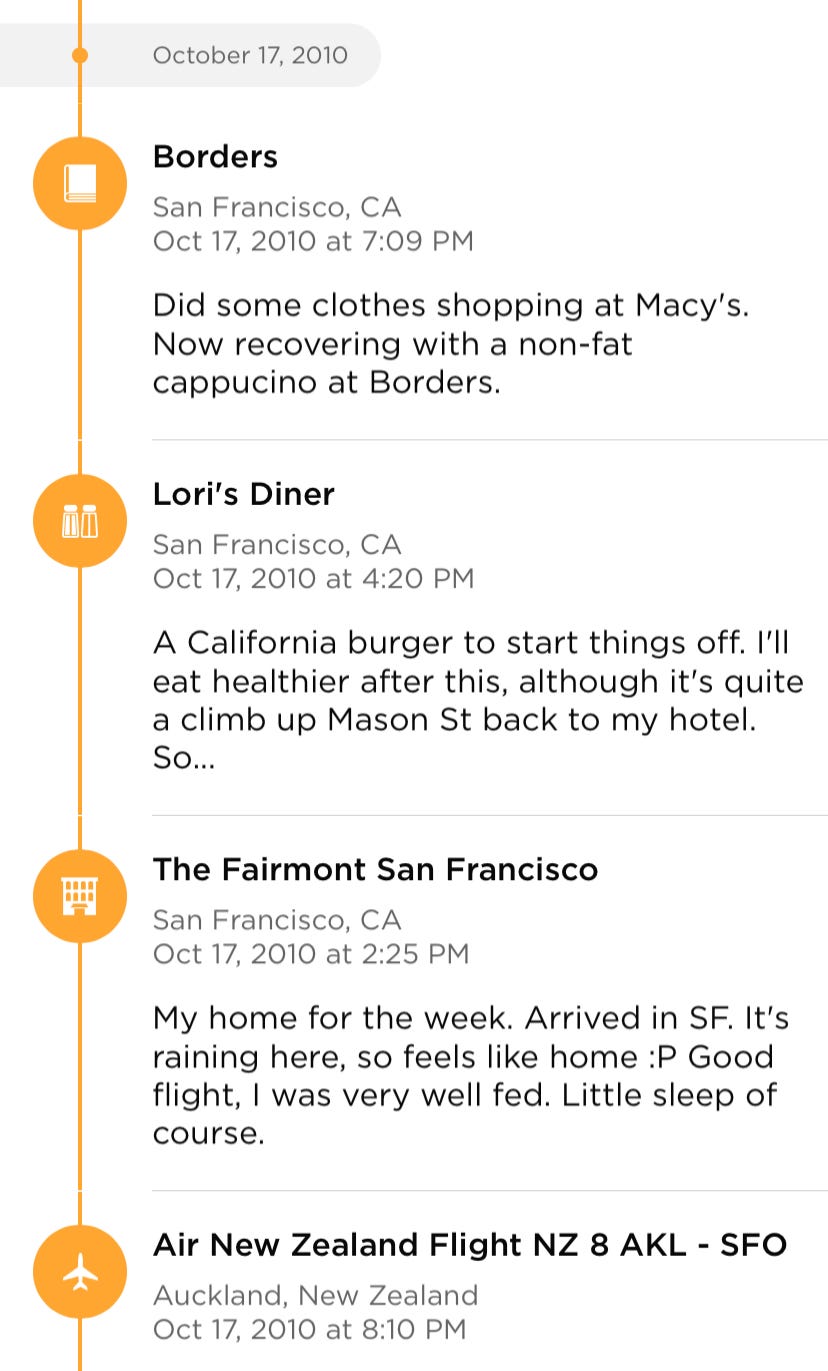 October 17, 2010
Borders
San Francisco, CA
Oct 17, 2010 at 7:09 PM
Did some clothes shopping at Macy's.
Now recovering with a non-fat
cappucino at Borders.
Lori's Diner
San Francisco, CA
Oct 17, 2010 at 4:20 PM
A California burger to start things off. I'll
eat healthier after this, although it's quite
a climb up Mason St back to my hotel.
So...
The Fairmont San Francisco
San Francisco, CA
Oct 17, 2010 at 2:25 PM
My home for the week. Arrived in SF. It's
raining here, so feels like home :P Good
flight, I was very well fed. Little sleep of
course.
Air New Zealand Flight NZ 8 AKL - SFO
Auckland, New Zealand
Oct 17, 2010 at 8:10 PM